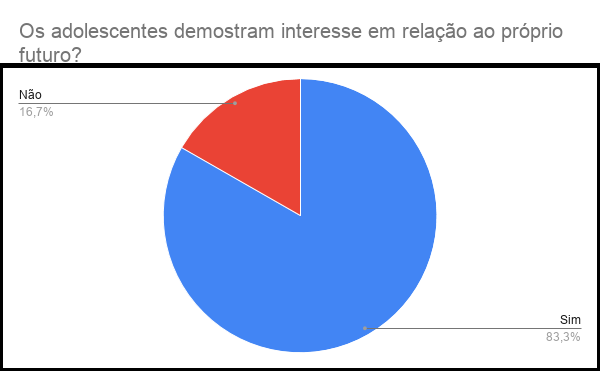 Os adolescentes demostram interesse em relação ao próprio
futuro?
Não
16,7%
Sim
83,3%